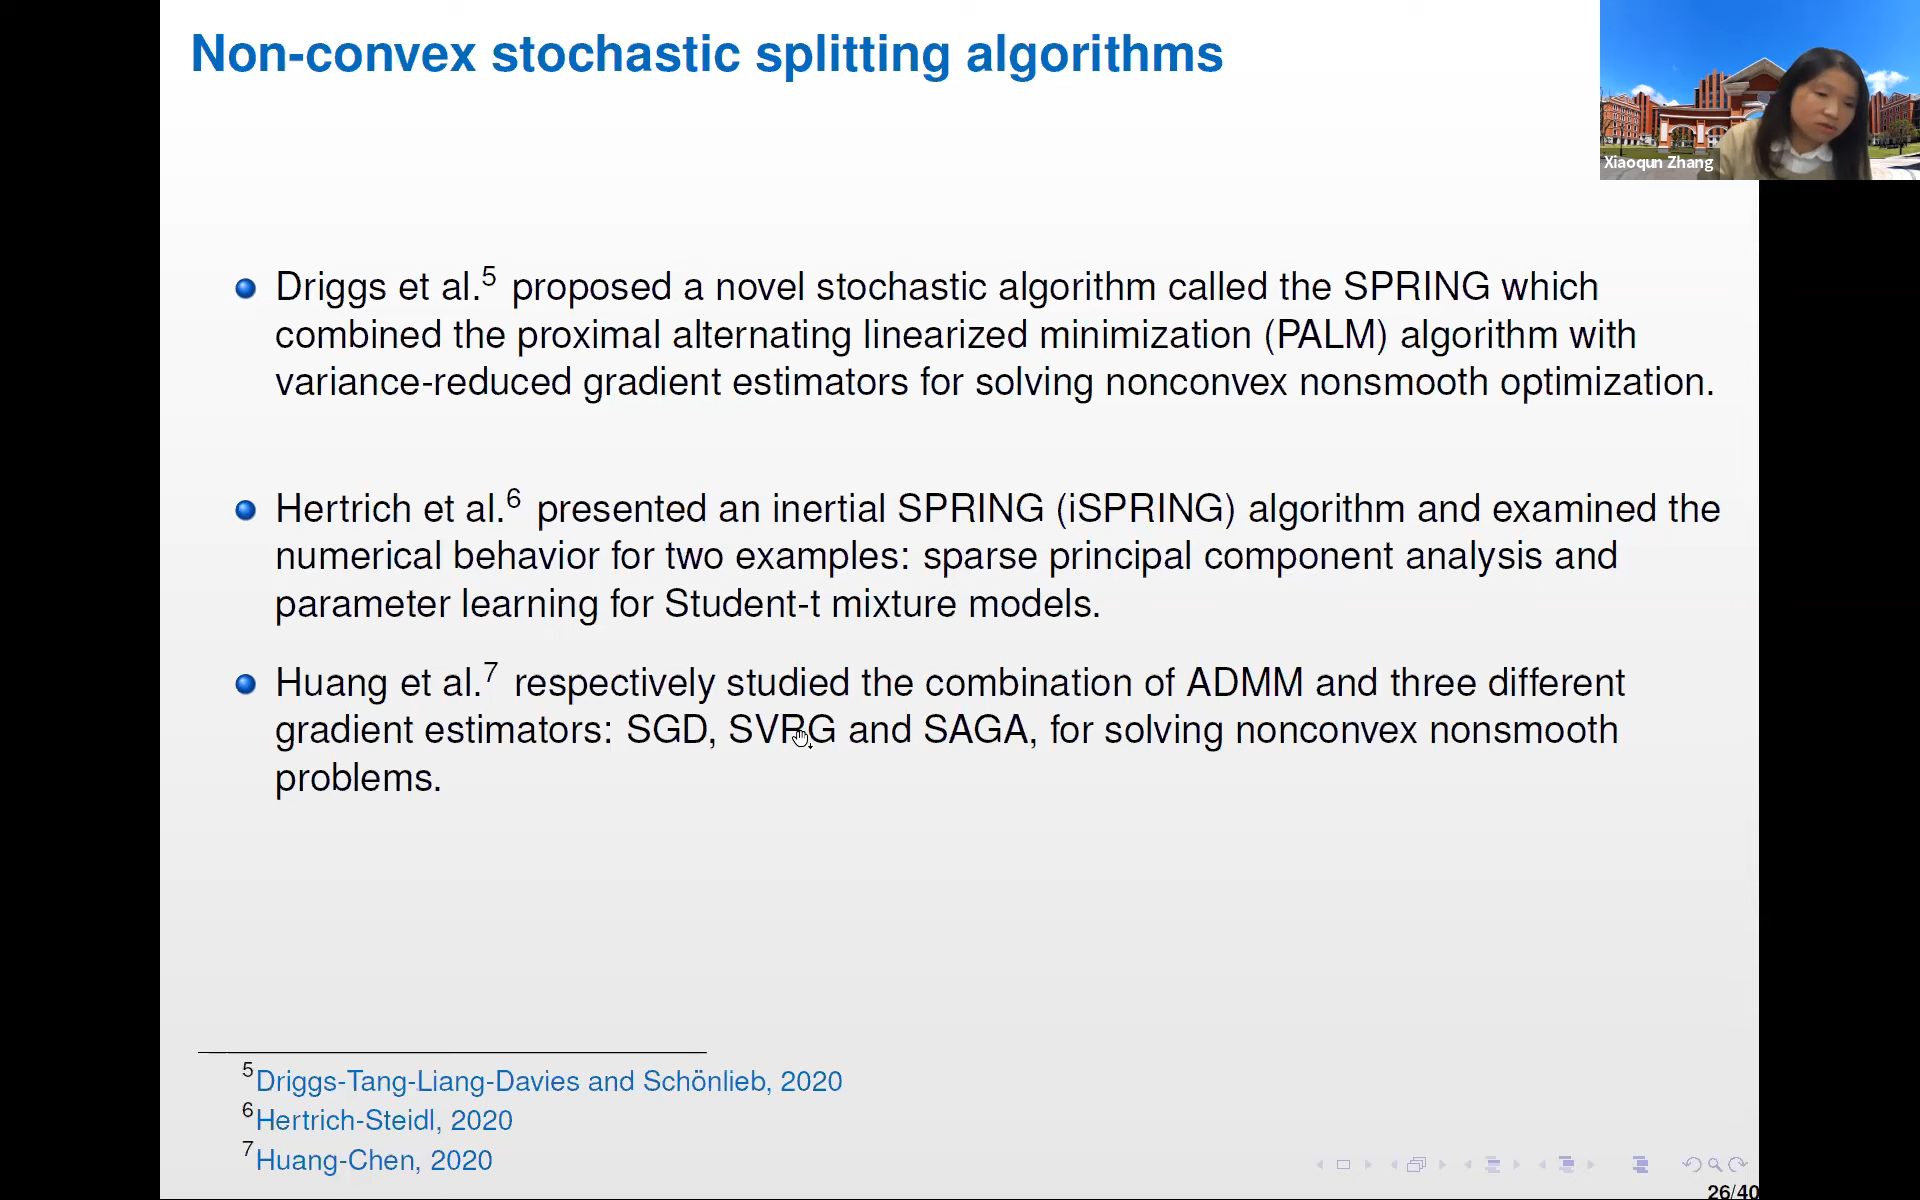 Non-convex stochastic splitting algorithms
Xiaoqun Zhang
Driggs et al.5 proposed a novel stochastic algorithm called the SPRING which
combined the proximal alternating linearized minimization (PALM) algorithm with
variance-reduced gradient estimators for solving nonconvex nonsmooth optimization.
Hertrich et al.6 presented an inertial SPRING (iSPRING) algorithm and examined the
numerical behavior for two examples: sparse principal component analysis and
parameter learning for Student-t mixture models.
Huang et al.7 respectively studied the combination of ADMM and three different
gradient estimators: SGD, SVRG and SAGA, for solving nonconvex nonsmooth
problems.
5Driggs-Tang-Liang-Davies and Schönlieb, 2020
6Hertrich-Steidl, 2020
7Huang-Chen, 2020
26/40